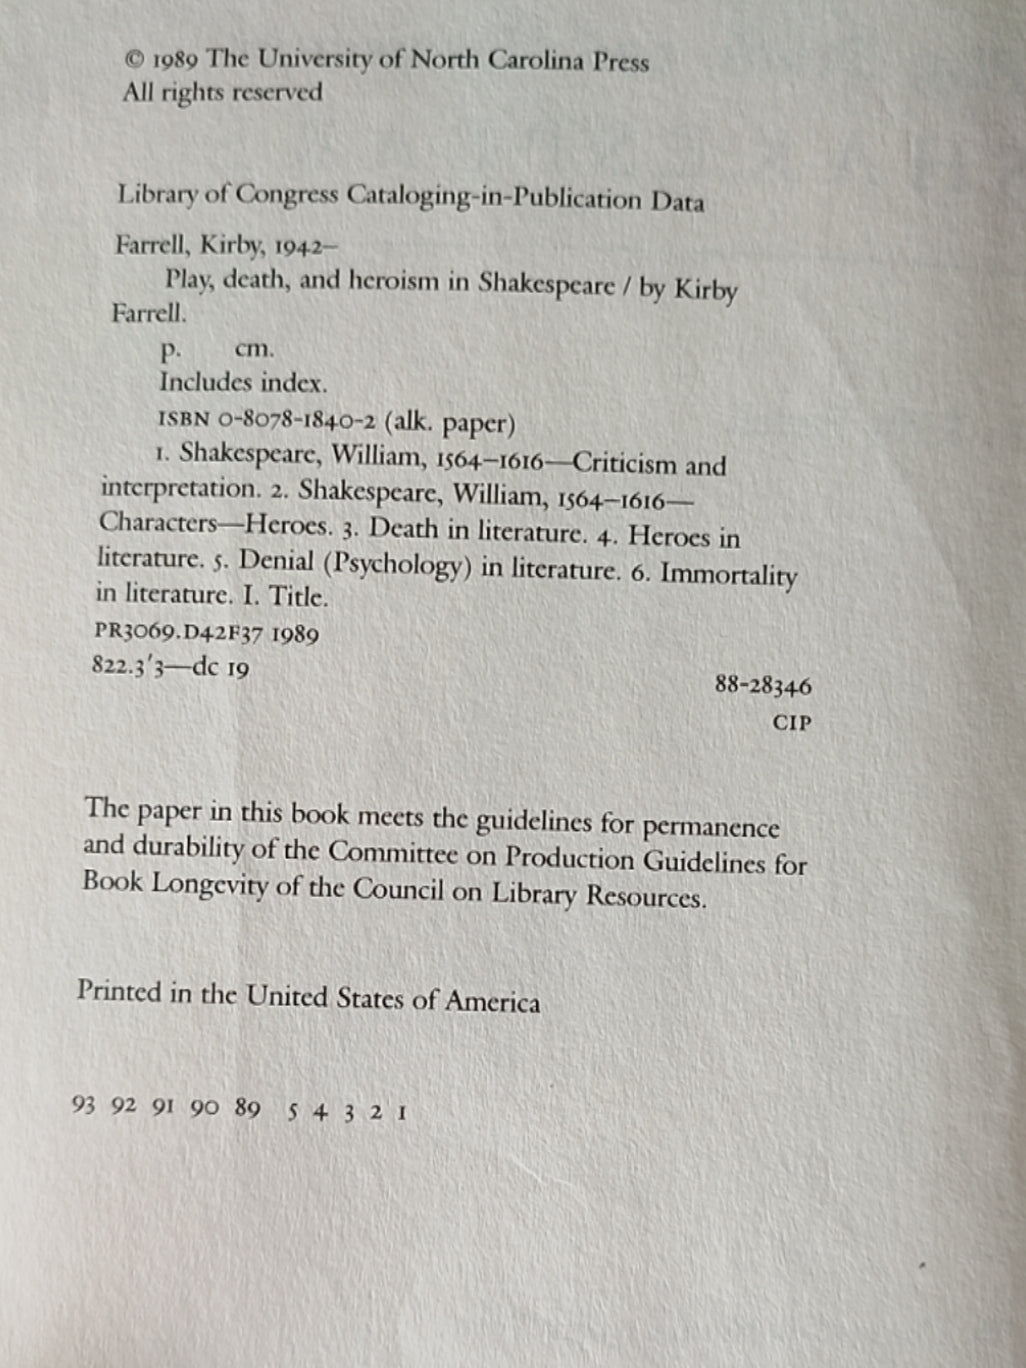 © 1989 The University of North Carolina Press
All rights reserved
Library of Congress Cataloging-in-Publication Data
Farrell, Kirby, 1942–
Play, death, and heroism in Shakespeare / by Kirby
Farrell.
p. cm.
Includes index.
ISBN 0-8078-1840-2 (alk. paper)
1. Shakespeare, William, 1564–1616—Criticism and
interpretation. 2. Shakespeare, William, 1564–1616—
Characters—Heroes. 3. Death in literature. 4. Heroes in
literature. 5. Denial (Psychology) in literature. 6. Immortality
in literature. I. Title.
PR3069.D42F37 1989
822.3′3—dc 19
88-28346
CIP
The paper in this book meets the guidelines for permanence
and durability of the Committee on Production Guidelines for
Book Longevity of the Council on Library Resources.
Printed in the United States of America
93 92 91 90 89 5 4 3 2 1